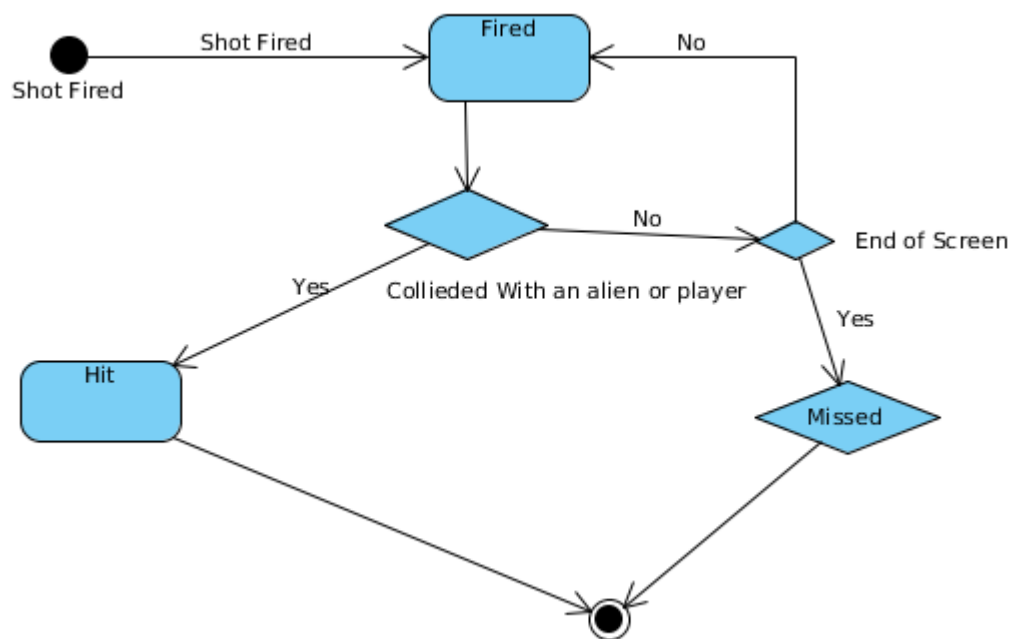 Fired
Shot Fired
No
Shot Fired
No
End of Screen
Yes
Collieded With an alien or player
Yes
Hit
Missed